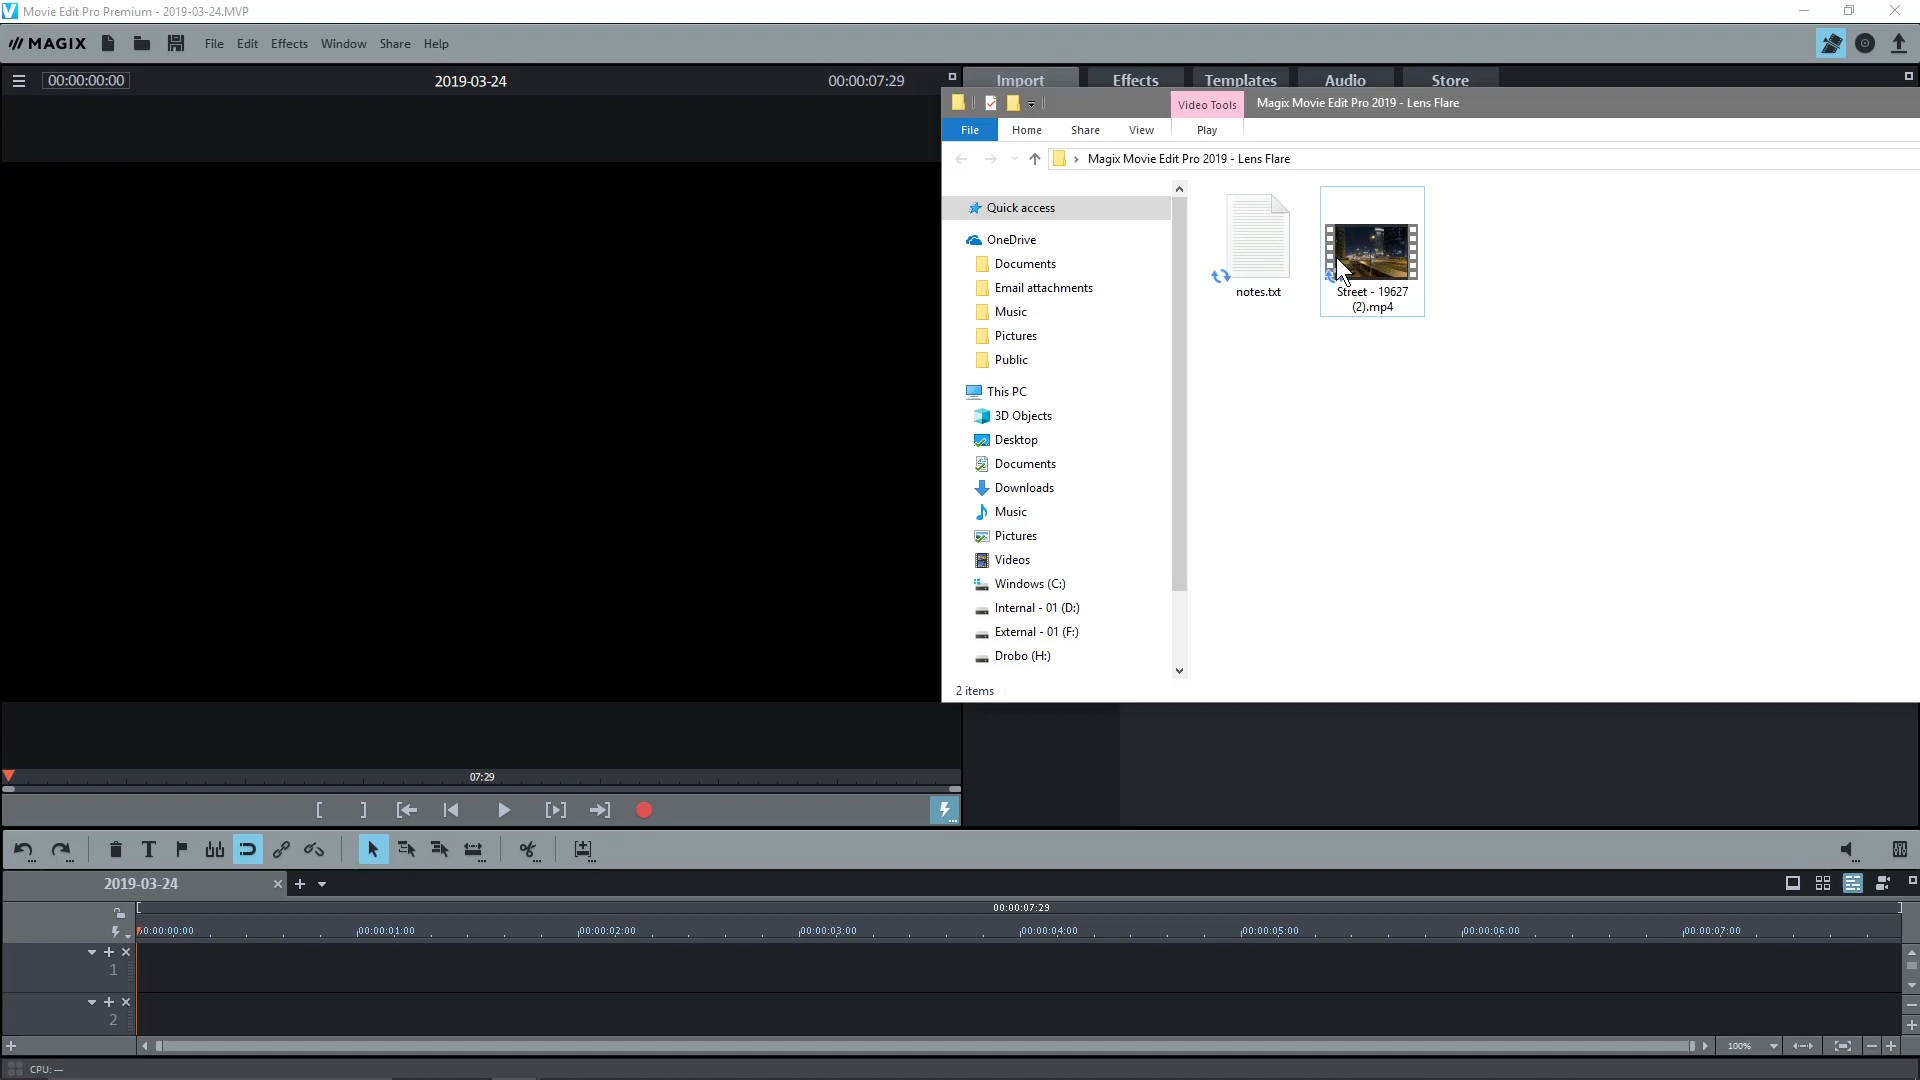 Movie Edit Pro Premium - 2019-03-24.MVP
MAGIX File Edit Effects Window Share Help
00:00:00:00 2019-03-24 00:00:07:29
Import Effects Templates Audio Store
Video Tools Magix Movie Edit Pro 2019 - Lens Flare
File Home Share View Play
Magix Movie Edit Pro 2019 - Lens Flare
Quick access
OneDrive
Documents
Email attachments
Music
Pictures
Public
This PC
3D Objects
Desktop
Documents
Downloads
Music
Pictures
Videos
Windows (C:)
Internal - 01 (D:)
External - 01 (F:)
Drobo (H:)
notes.txt
Street - 19627
(2).mp4
2 items
07:29
2019-03-24
00:00:07:29
00:00:00:00 00:00:01:00 00:00:02:00 00:00:03:00 00:00:04:00 00:00:05:00 00:00:06:00 00:00:07:00
1
2
100%
CPU: —